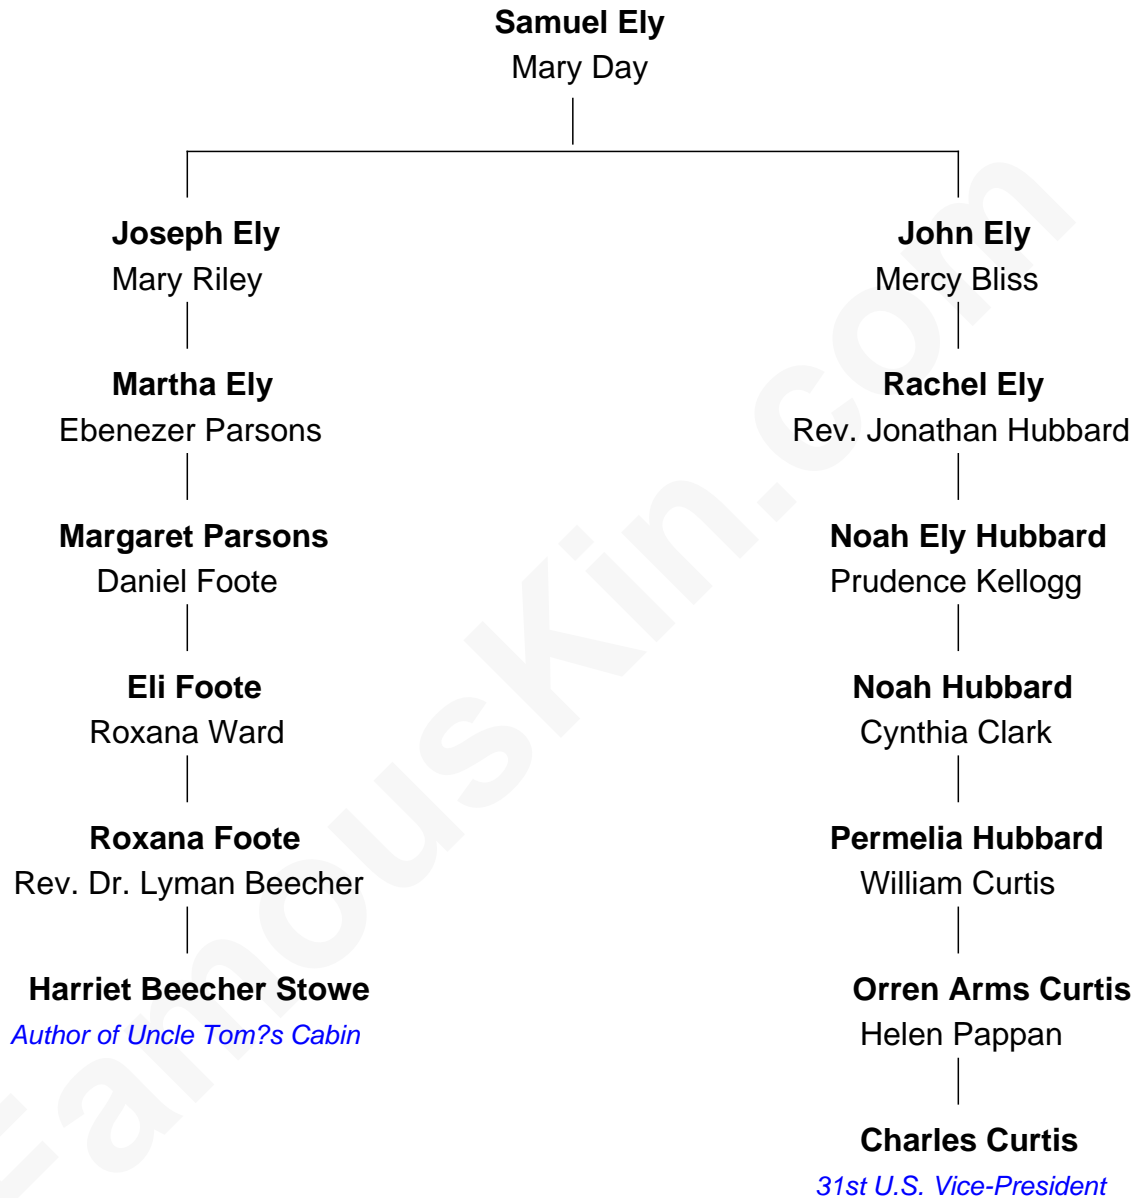 Samuel Ely
Mary Day
Joseph Ely
Mary Riley
John Ely
Mercy Bliss
Martha Ely
Ebenezer Parsons
Rachel Ely
Rev. Jonathan Hubbard
Margaret Parsons
Daniel Foote
Noah Ely Hubbard
Prudence Kellogg
Eli Foote
Roxana Ward
Noah Hubbard
Cynthia Clark
Roxana Foote
Rev. Dr. Lyman Beecher
Permelia Hubbard
William Curtis
Harriet Beecher Stowe
Author of Uncle Tom?s Cabin
Orren Arms Curtis
Helen Pappan
Charles Curtis
31st U.S. Vice-President
FamousKin.com